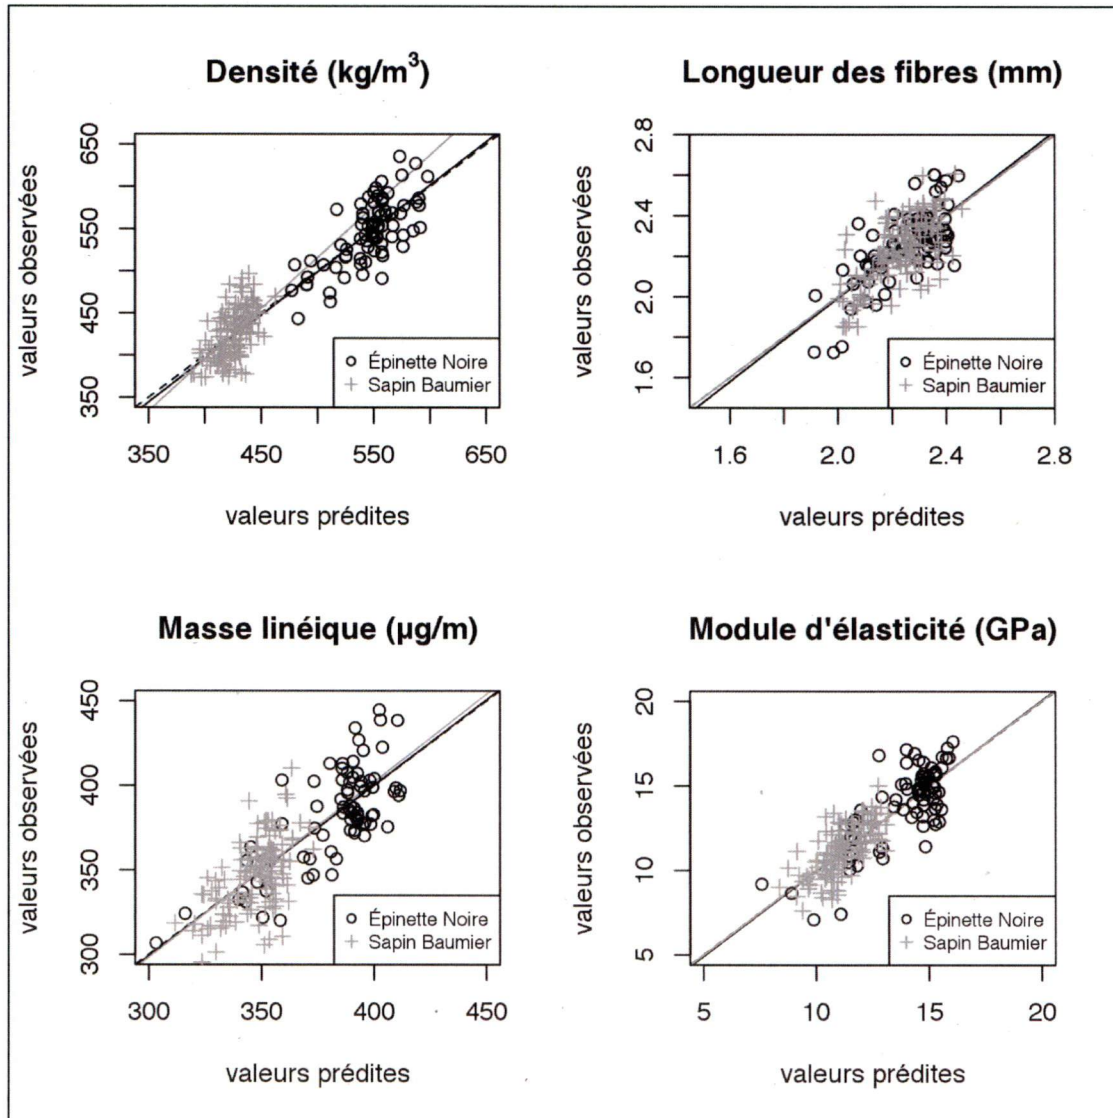 Densité (kg/m³)
valeurs observées
650
550
450
350
Épinette Noire
Sapin Baumier
350 450 550 650
valeurs prédites
Longueur des fibres (mm)
valeurs observées
2.8
2.4
2.0
1.6
Épinette Noire
Sapin Baumier
1.6 2.0 2.4 2.8
valeurs prédites
Masse linéique (µg/m)
valeurs observées
450
400
350
300
Épinette Noire
Sapin Baumier
300 350 400 450
valeurs prédites
Module d'élasticité (GPa)
valeurs observées
20
15
10
5
Épinette Noire
Sapin Baumier
5 10 15 20
valeurs prédites